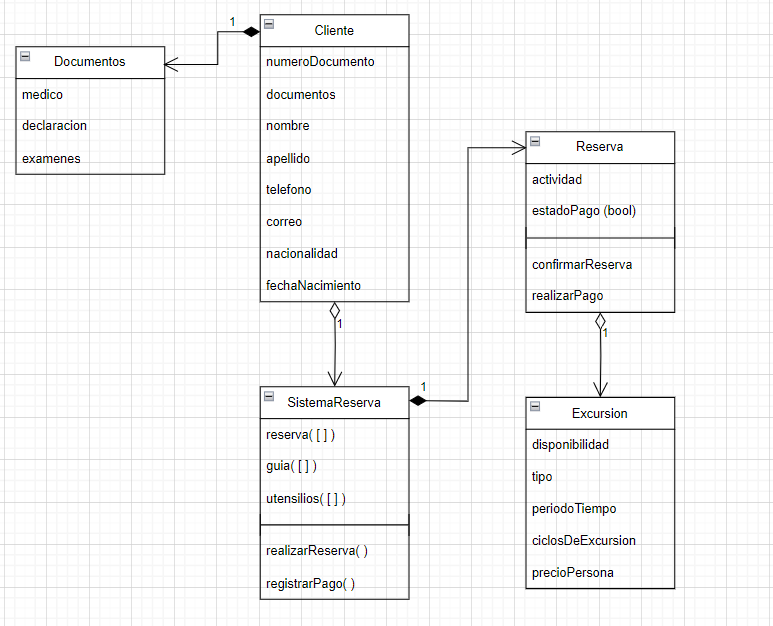 1
Cliente
numeroDocumento
documentos
nombre
apellido
telefono
correo
nacionalidad
fechaNacimiento
Documentos
medico
declaracion
examenes
1
SistemaReserva
reserva( [ ] )
guia( [ ] )
utensilios( [ ] )
realizarReserva( )
registrarPago( )
1
Reserva
actividad
estadoPago (bool)
confirmarReserva
realizarPago
1
Excursion
disponibilidad
tipo
periodoTiempo
ciclosDeExcursion
precioPersona